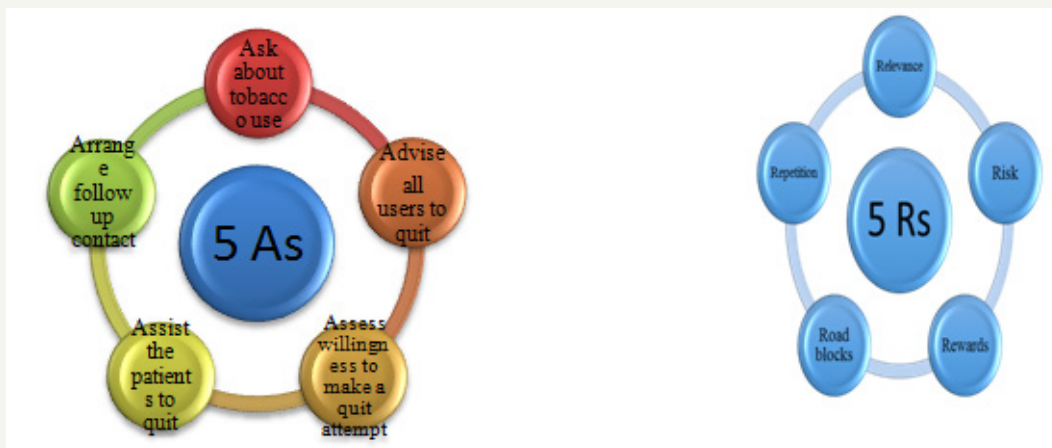 Ask
about
tobacc
o use
Advise
all
users to
quit
Assess
willingn
ess to
make a
quit
attempt
Assist
the
patient
s to
quit
Arrang
e
follow
up
contact
5 As
Relevance
Risk
Rewards
Road
blocks
Repetition
5 Rs